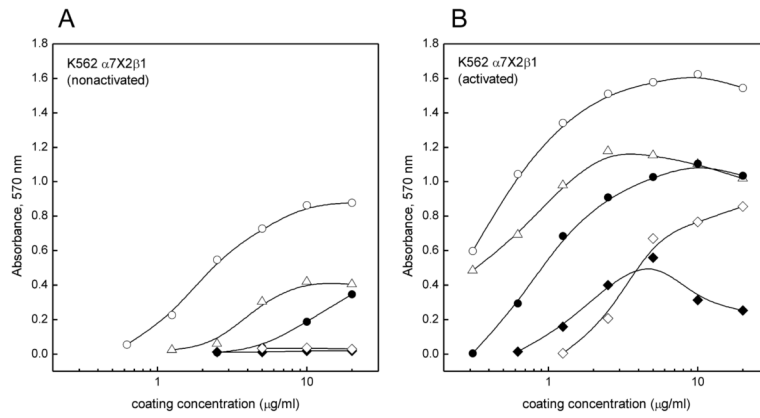 A
K562 α7X2β1
(nonactivated)
Absorbance, 570 nm
1.8
1.6
1.4
1.2
1.0
0.8
0.6
0.4
0.2
0.0
1
10
coating concentration (μg/ml)
B
K562 α7X2β1
(activated)
Absorbance, 570 nm
1.8
1.6
1.4
1.2
1.0
0.8
0.6
0.4
0.2
0.0
1
10
coating concentration (μg/ml)